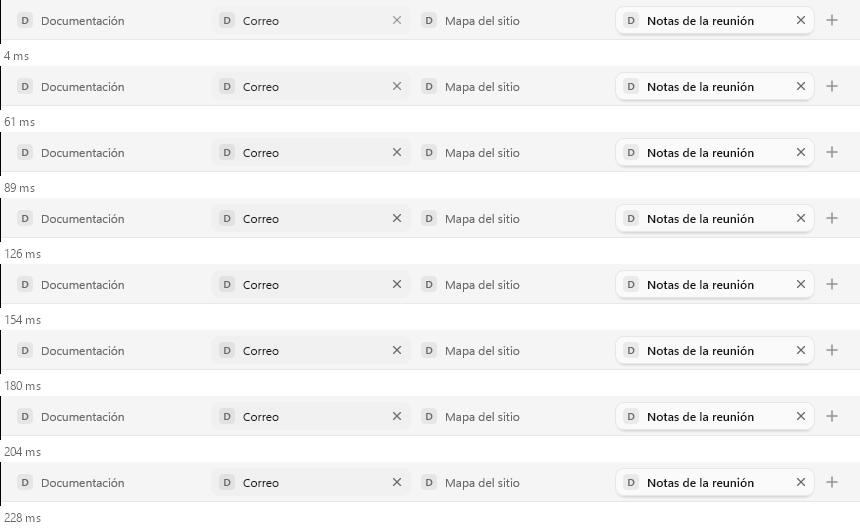 D Documentación D Correo × D Mapa del sitio D Notas de la reunión × +
4 ms
D Documentación D Correo × D Mapa del sitio D Notas de la reunión × +
61 ms
D Documentación D Correo × D Mapa del sitio D Notas de la reunión × +
89 ms
D Documentación D Correo × D Mapa del sitio D Notas de la reunión × +
126 ms
D Documentación D Correo × D Mapa del sitio D Notas de la reunión × +
154 ms
D Documentación D Correo × D Mapa del sitio D Notas de la reunión × +
180 ms
D Documentación D Correo × D Mapa del sitio D Notas de la reunión × +
204 ms
D Documentación D Correo × D Mapa del sitio D Notas de la reunión × +
228 ms